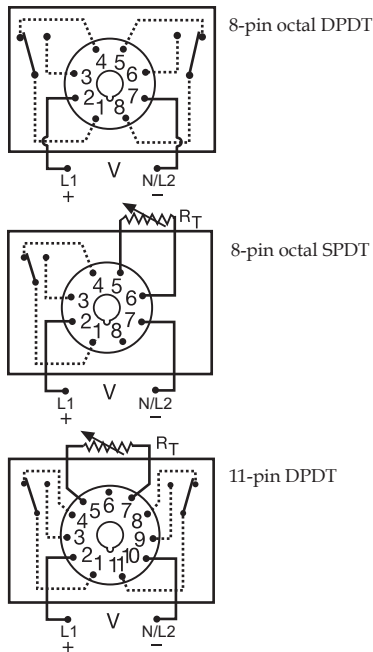 8-pin octal DPDT
4 5
3 6
2 7
1 8
L1 V N/L2
+ −
RT
8-pin octal SPDT
4 5
3 6
2 7
1 8
L1 V N/L2
+ −
RT
11-pin DPDT
5 6 7
4 8
3 9
2 10
1 11
L1 V N/L2
+ −